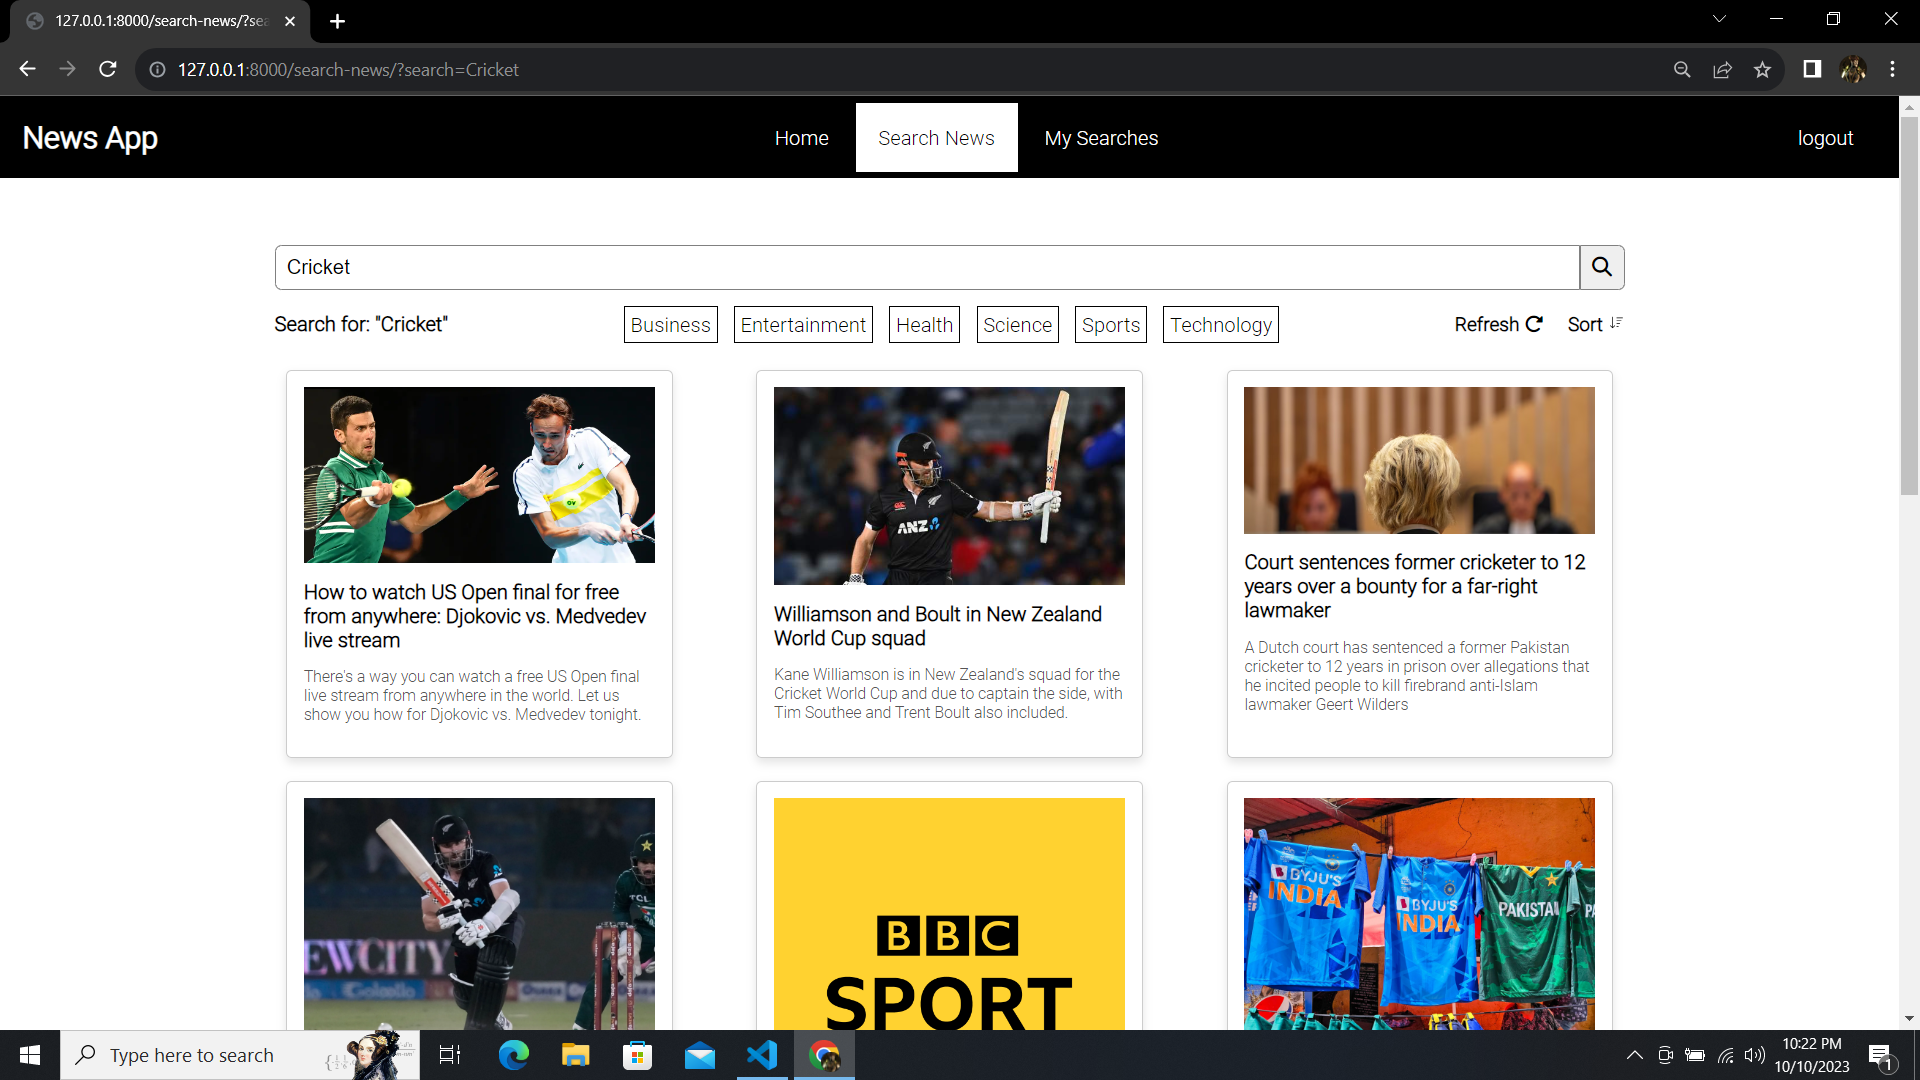 127.0.0.1:8000/search-news/?sea
127.0.0.1:8000/search-news/?search=Cricket
News App
Home
Search News
My Searches
logout
Cricket
Search for: "Cricket"
Business
Entertainment
Health
Science
Sports
Technology
Refresh
Sort
How to watch US Open final for free
from anywhere: Djokovic vs. Medvedev
live stream
There's a way you can watch a free US Open final
live stream from anywhere in the world. Let us
show you how for Djokovic vs. Medvedev tonight.
ANZ
Williamson and Boult in New Zealand
World Cup squad
Kane Williamson is in New Zealand's squad for the
Cricket World Cup and due to captain the side, with
Tim Southee and Trent Boult also included.
Court sentences former cricketer to 12
years over a bounty for a far-right
lawmaker
A Dutch court has sentenced a former Pakistan
cricketer to 12 years in prison over allegations that
he incited people to kill firebrand anti-Islam
lawmaker Geert Wilders
EWCITY
TCL
BBC
SPORT
BYJU'S
INDIA
BYJU'S
INDIA
PAKISTAN
Type here to search
10:22 PM
10/10/2023
1